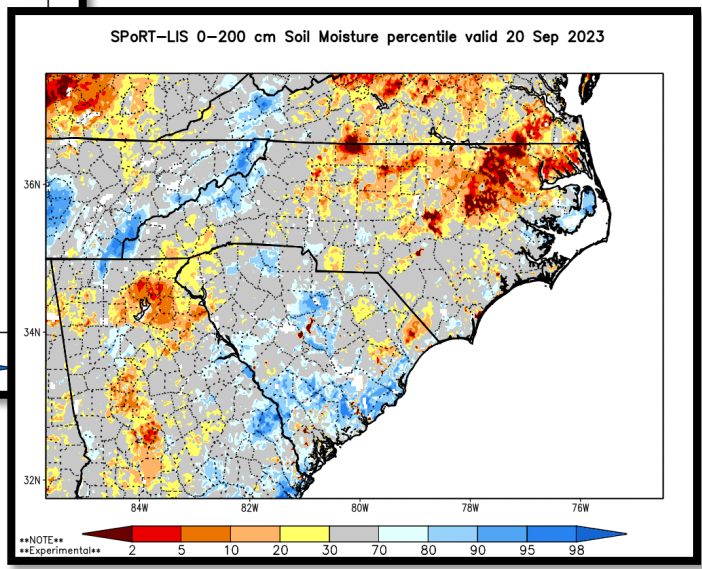 SPoRT-LIS 0-200 cm Soil Moisture percentile valid 20 Sep 2023
36N
34N
32N
84W 82W 80W 78W 76W
**NOTE**
**Experimental**
2 5 10 20 30 70 80 90 95 98